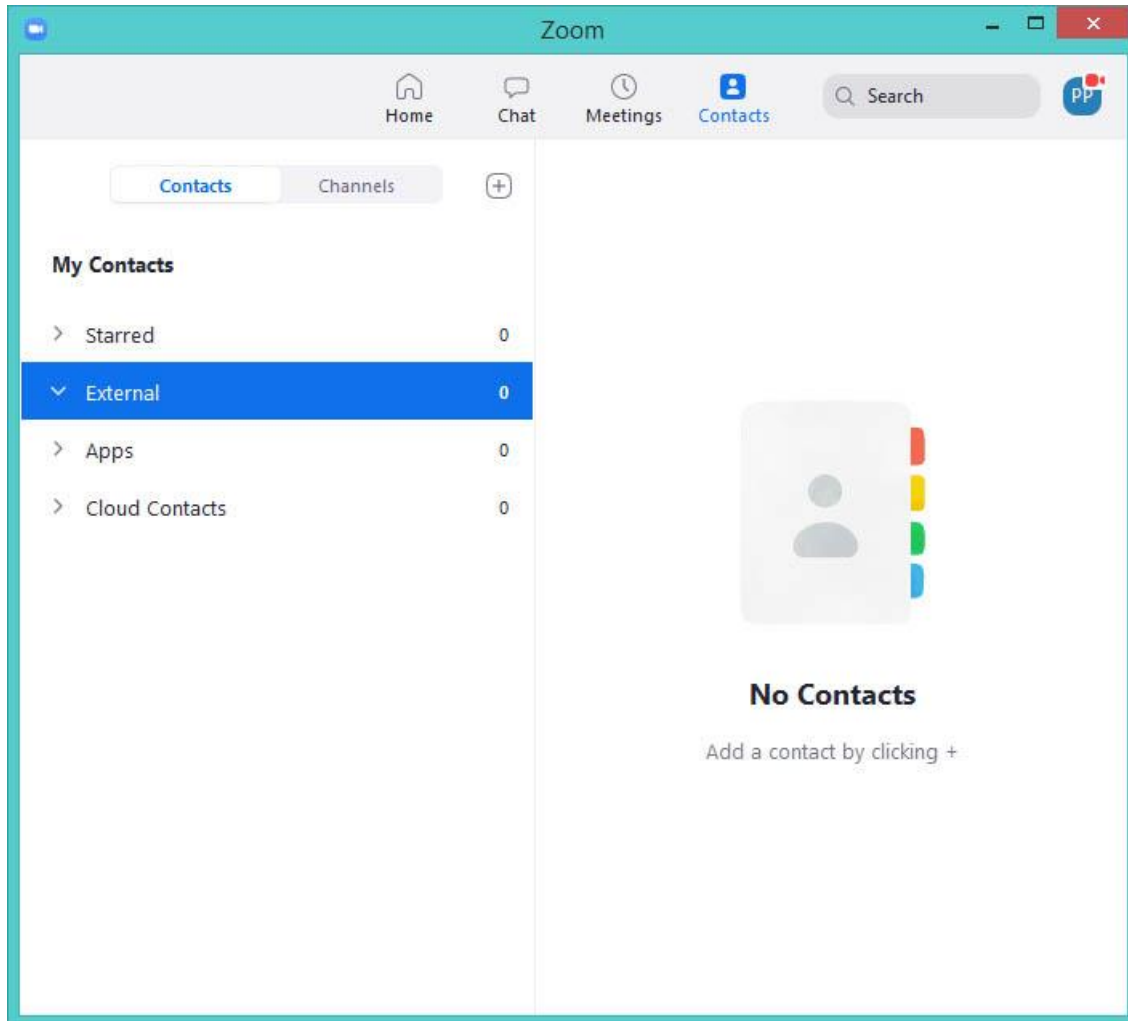 Zoom
Home Chat Meetings Contacts Search PP
Contacts Channels
My Contacts
Starred 0
External 0
Apps 0
Cloud Contacts 0
No Contacts
Add a contact by clicking +